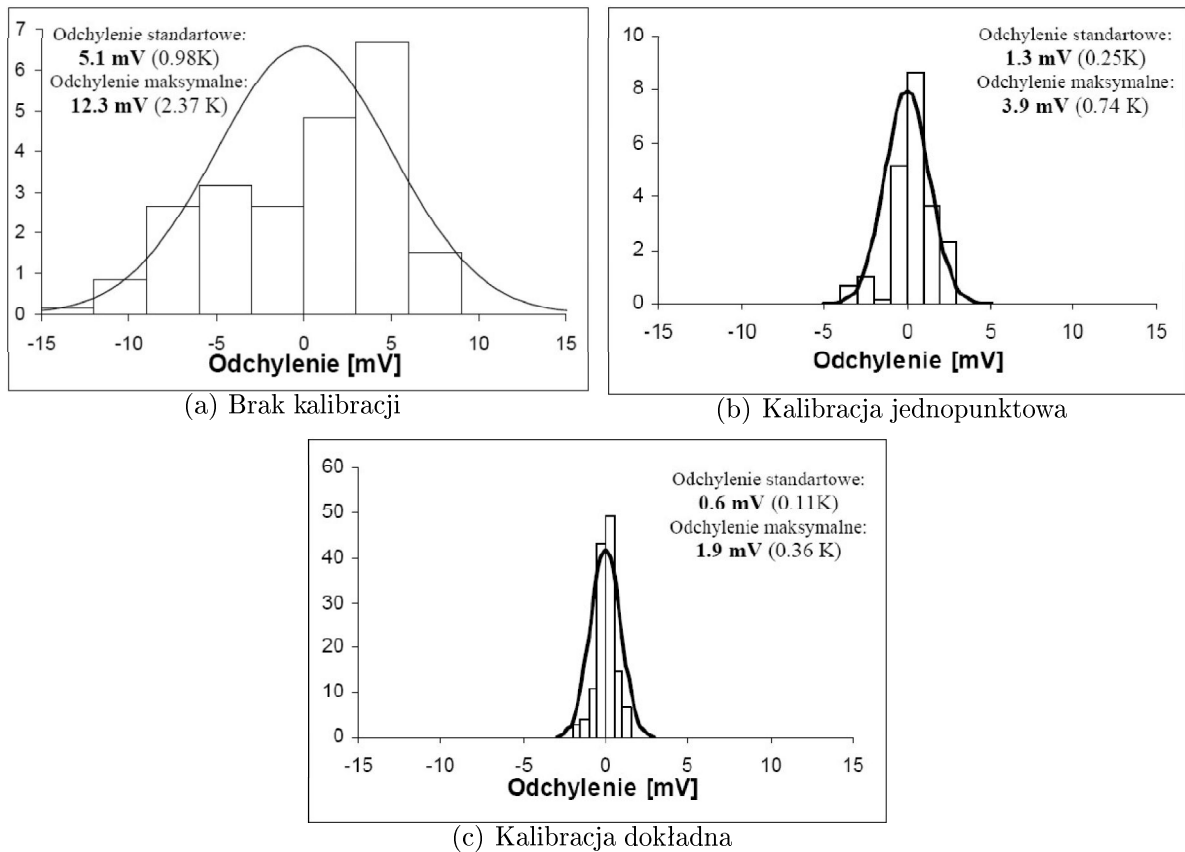 7
6
5
4
3
2
1
0
Odchylenie standartowe:
5.1 mV (0.98K)
Odchylenie maksymalne:
12.3 mV (2.37 K)
-15 -10 -5 0 5 10 15
Odchylenie [mV]
(a) Brak kalibracji
10
8
6
4
2
0
Odchylenie standartowe:
1.3 mV (0.25K)
Odchylenie maksymalne:
3.9 mV (0.74 K)
-15 -10 -5 0 5 10 15
Odchylenie [mV]
(b) Kalibracja jednopunktowa
60
50
40
30
20
10
0
Odchylenie standartowe:
0.6 mV (0.11K)
Odchylenie maksymalne:
1.9 mV (0.36 K)
-15 -10 -5 0 5 10 15
Odchylenie [mV]
(c) Kalibracja dokładna